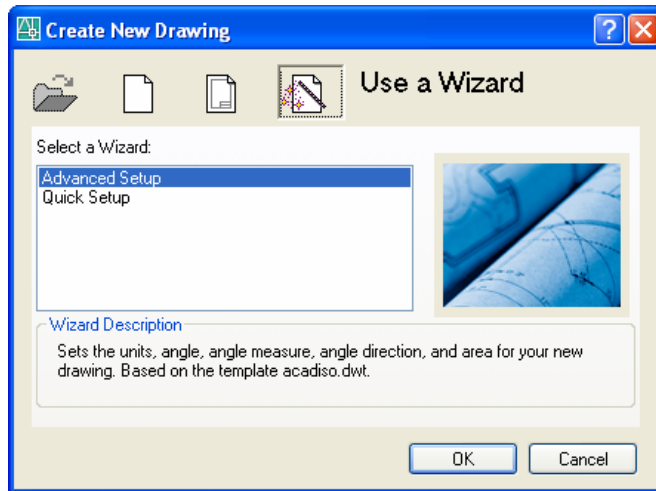 Create New Drawing
Use a Wizard
Select a Wizard:
Advanced Setup
Quick Setup
Wizard Description
Sets the units, angle, angle measure, angle direction, and area for your new
drawing. Based on the template acadiso.dwt.
OK
Cancel